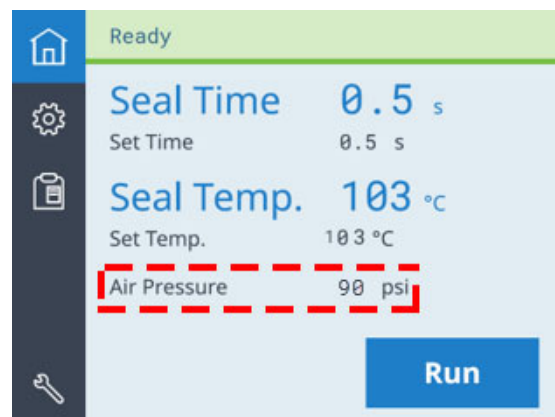 Ready
Seal Time 0.5 s
Set Time 0.5 s
Seal Temp. 103 °C
Set Temp. 103 °C
Air Pressure 90 psi
Run